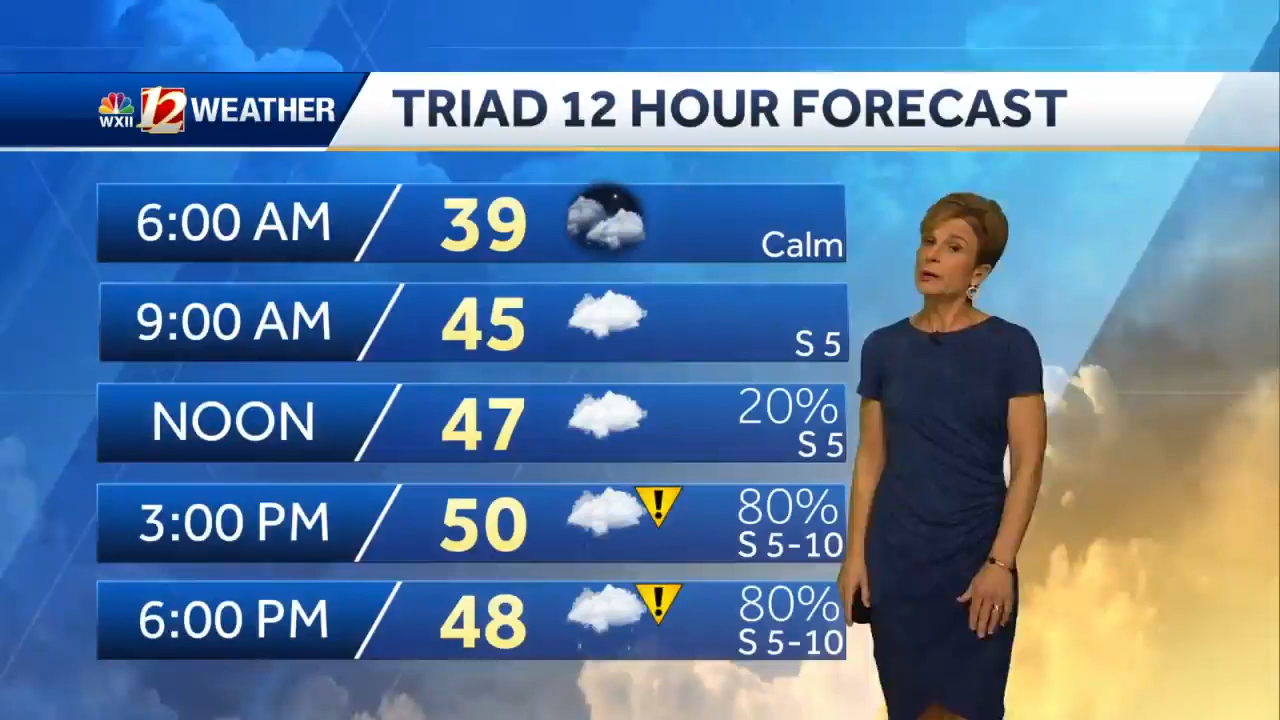 WXII 12 WEATHER
TRIAD 12 HOUR FORECAST
6:00 AM 39 Calm
9:00 AM 45 S 5
NOON 47 20% S 5
3:00 PM 50 ! 80% S 5-10
6:00 PM 48 ! 80% S 5-10